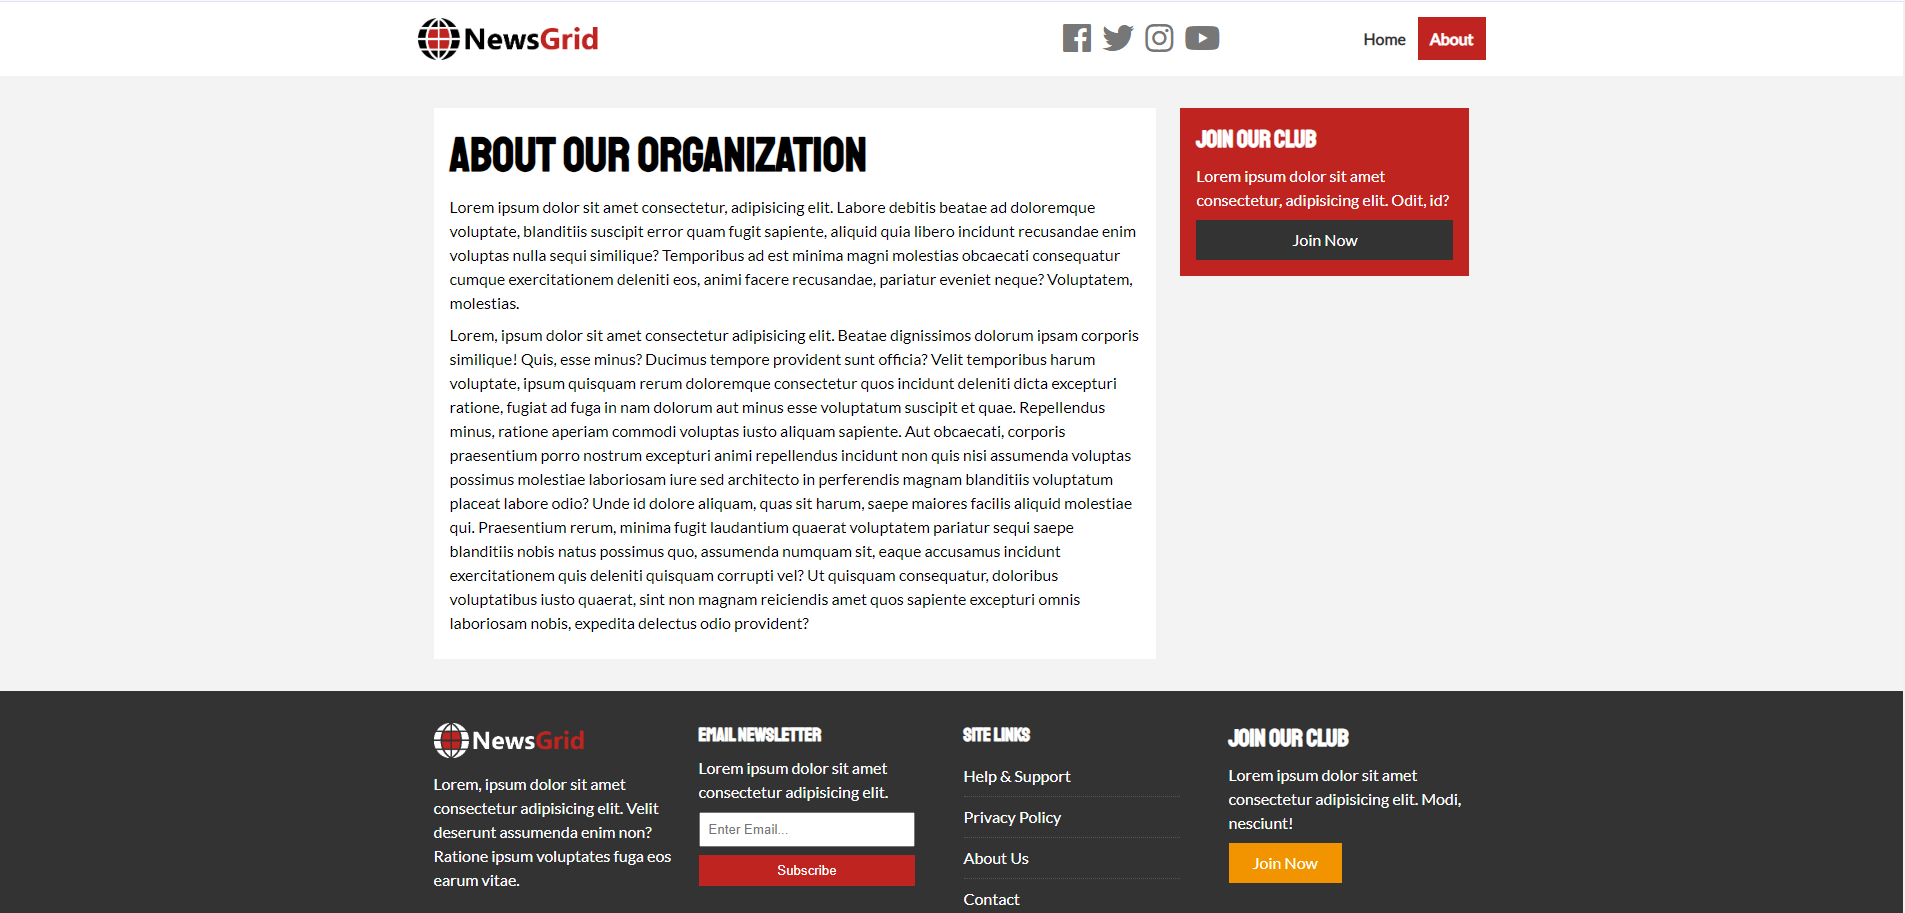 NewsGrid
Home
About
ABOUT OUR ORGANIZATION
Lorem ipsum dolor sit amet consectetur, adipisicing elit. Labore debitis beatae ad doloremque
voluptate, blanditiis suscipit error quam fugit sapiente, aliquid quia libero incidunt recusandae enim
voluptas nulla sequi similique? Temporibus ad est minima magni molestias obcaecati consequatur
cumque exercitationem deleniti eos, animi facere recusandae, pariatur eveniet neque? Voluptatem,
molestias.
Lorem, ipsum dolor sit amet consectetur adipisicing elit. Beatae dignissimos dolorum ipsam corporis
similique! Quis, esse minus? Ducimus tempore provident sunt officia? Velit temporibus harum
voluptate, ipsum quisquam rerum doloremque consectetur quos incidunt deleniti dicta excepturi
ratione, fugiat ad fuga in nam dolorum aut minus esse voluptatum suscipit et quae. Repellendus
minus, ratione aperiam commodi voluptas iusto aliquam sapiente. Aut obcaecati, corporis
praesentium porro nostrum excepturi animi repellendus incidunt non quis nisi assumenda voluptas
possimus molestiae laboriosam iure sed architecto in perferendis magnam blanditiis voluptatum
placeat labore odio? Unde id dolore aliquam, quas sit harum, saepe maiores facilis aliquid molestiae
qui. Praesentium rerum, minima fugit laudantium quaerat voluptatem pariatur sequi saepe
blanditiis nobis natus possimus quo, assumenda numquam sit, eaque accusamus incidunt
exercitationem quis deleniti quisquam corrupti vel? Ut quisquam consequatur, doloribus
voluptatibus iusto quaerat, sint non magnam reiciendis amet quos sapiente excepturi omnis
laboriosam nobis, expedita delectus odio provident?
JOIN OUR CLUB
Lorem ipsum dolor sit amet
consectetur, adipisicing elit. Odit, id?
Join Now
NewsGrid
Lorem, ipsum dolor sit amet
consectetur adipisicing elit. Velit
deserunt assumenda enim non?
Ratione ipsum voluptates fuga eos
earum vitae.
EMAIL NEWSLETTER
Lorem ipsum dolor sit amet
consectetur adipisicing elit.
Enter Email...
Subscribe
SITE LINKS
Help & Support
Privacy Policy
About Us
Contact
JOIN OUR CLUB
Lorem ipsum dolor sit amet
consectetur adipisicing elit. Modi,
nesciunt!
Join Now